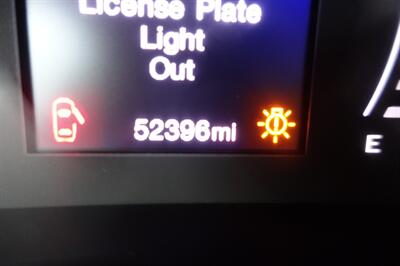 License Plate
Light
Out
52396mi
E